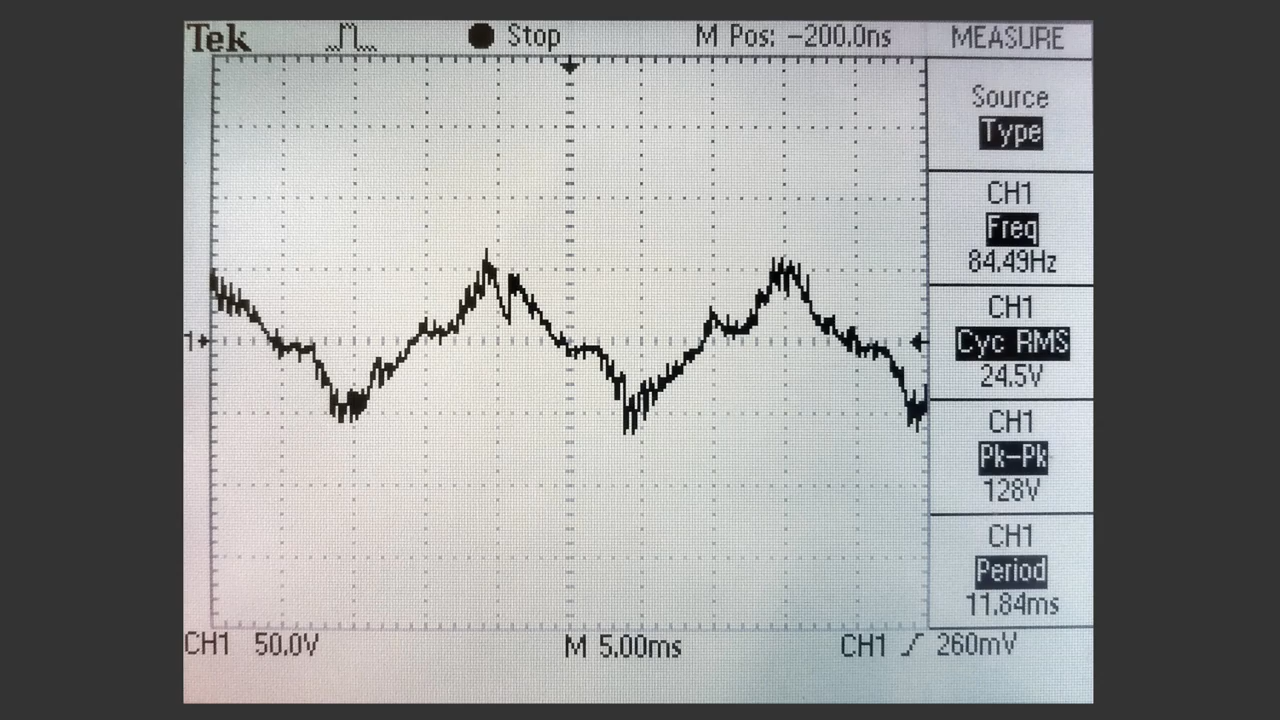 Tek Stop M Pos: -200.0ns MEASURE
Source
Type
CH1
Freq
84.49Hz
CH1
Cyc RMS
24.5V
CH1
Pk-Pk
128V
CH1
Period
11.84ms
1
CH1 50.0V M 5.00ms CH1 260mV